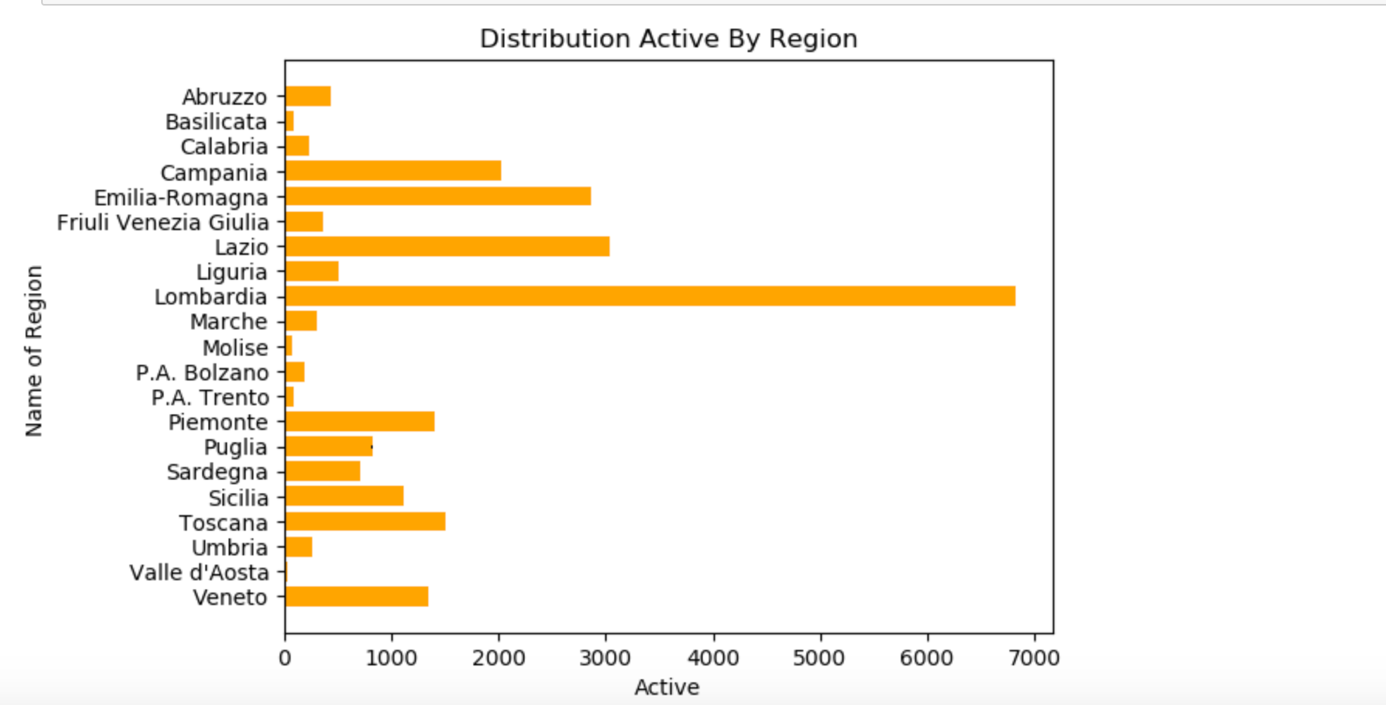 Distribution Active By Region
Name of Region
Abruzzo
Basilicata
Calabria
Campania
Emilia-Romagna
Friuli Venezia Giulia
Lazio
Liguria
Lombardia
Marche
Molise
P.A. Bolzano
P.A. Trento
Piemonte
Puglia
Sardegna
Sicilia
Toscana
Umbria
Valle d'Aosta
Veneto
0 1000 2000 3000 4000 5000 6000 7000
Active